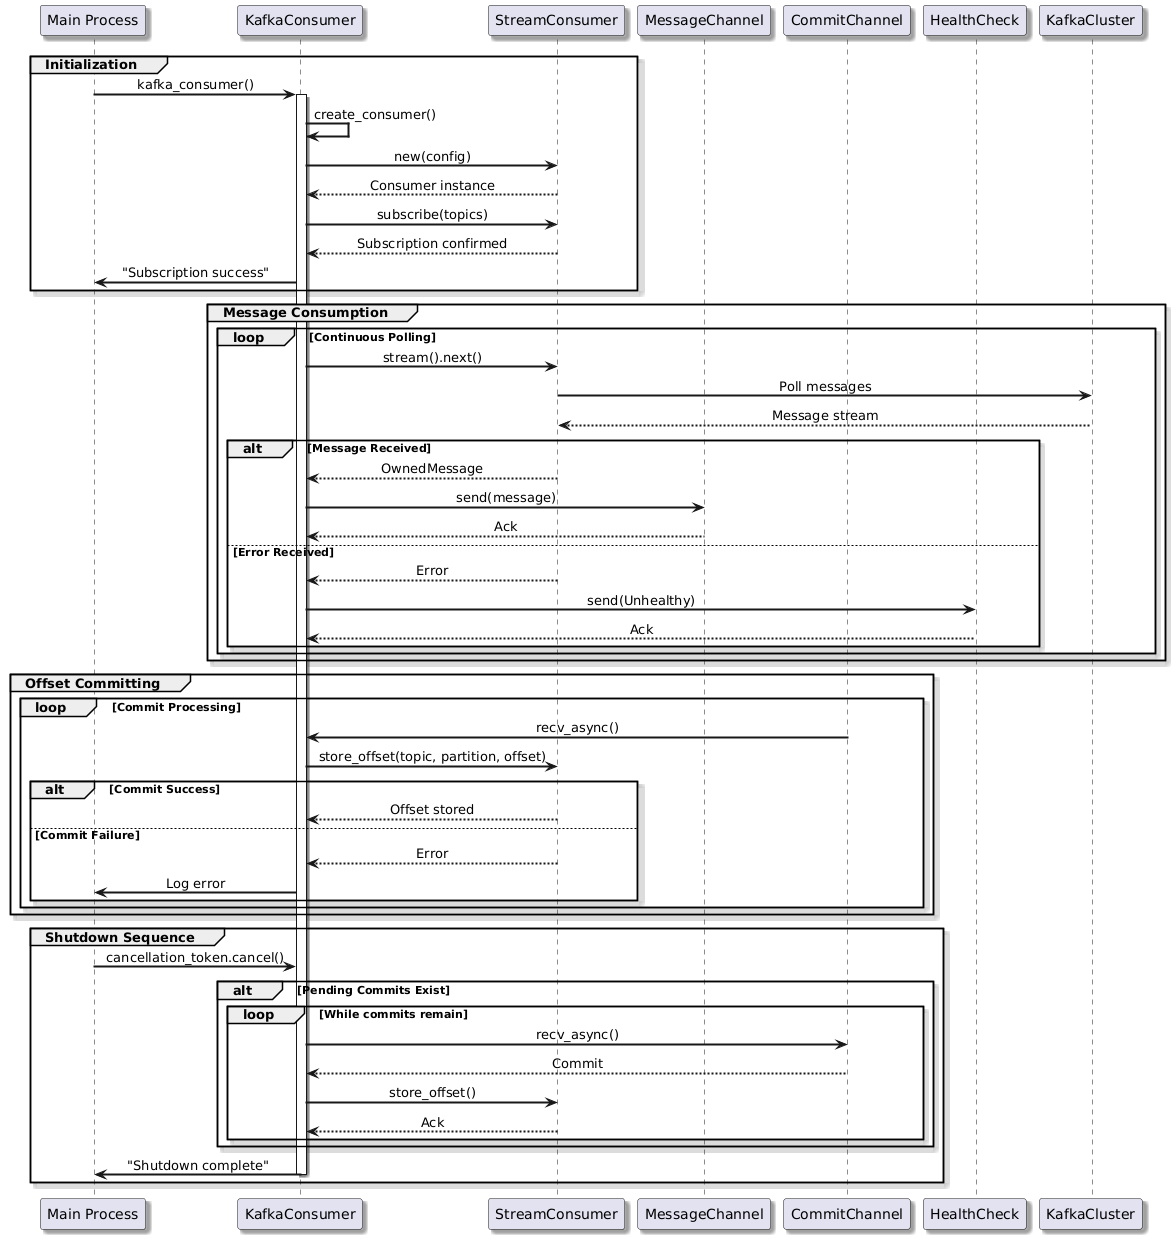 Main Process
KafkaConsumer
StreamConsumer
MessageChannel
CommitChannel
HealthCheck
KafkaCluster
Initialization
kafka_consumer()
create_consumer()
new(config)
Consumer instance
subscribe(topics)
Subscription confirmed
"Subscription success"
Message Consumption
loop
[Continuous Polling]
stream().next()
Poll messages
Message stream
alt
[Message Received]
OwnedMessage
send(message)
Ack
[Error Received]
Error
send(Unhealthy)
Ack
Offset Committing
loop
[Commit Processing]
recv_async()
store_offset(topic, partition, offset)
alt
[Commit Success]
Offset stored
[Commit Failure]
Error
Log error
Shutdown Sequence
cancellation_token.cancel()
alt
[Pending Commits Exist]
loop
[While commits remain]
recv_async()
Commit
store_offset()
Ack
"Shutdown complete"
Main Process
KafkaConsumer
StreamConsumer
MessageChannel
CommitChannel
HealthCheck
KafkaCluster